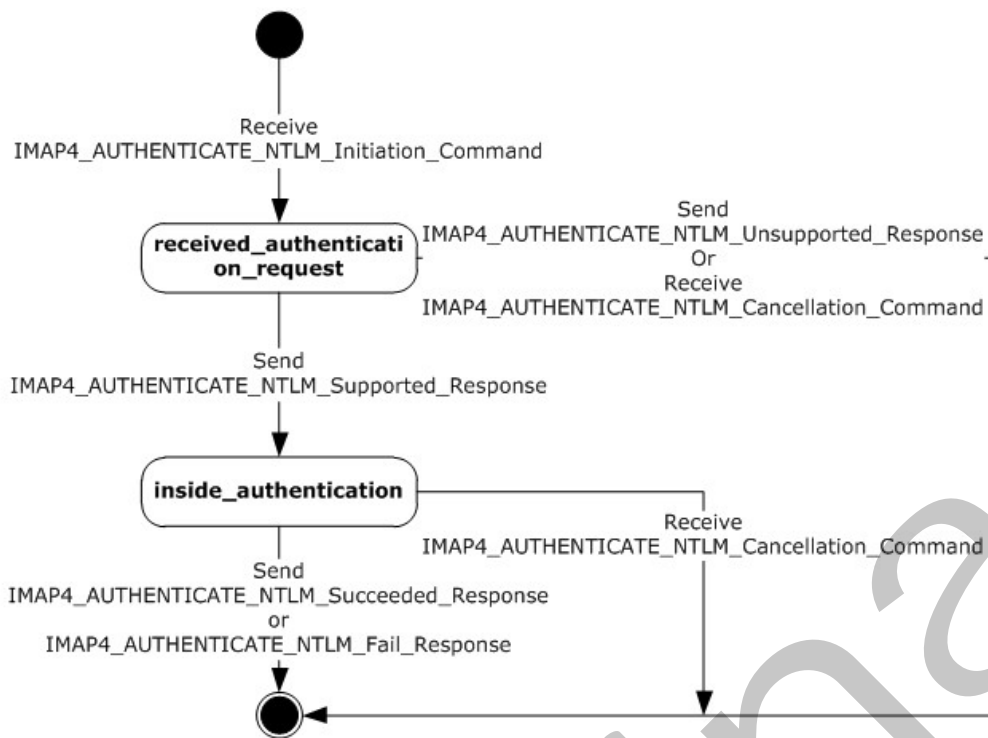 Receive
IMAP4_AUTHENTICATE_NTLM_Initiation_Command
received_authenticati
on_request
Send
IMAP4_AUTHENTICATE_NTLM_Unsupported_Response
Or
Receive
IMAP4_AUTHENTICATE_NTLM_Cancellation_Command
Send
IMAP4_AUTHENTICATE_NTLM_Supported_Response
inside_authentication
Receive
IMAP4_AUTHENTICATE_NTLM_Cancellation_Command
Send
IMAP4_AUTHENTICATE_NTLM_Succeeded_Response
or
IMAP4_AUTHENTICATE_NTLM_Fail_Response